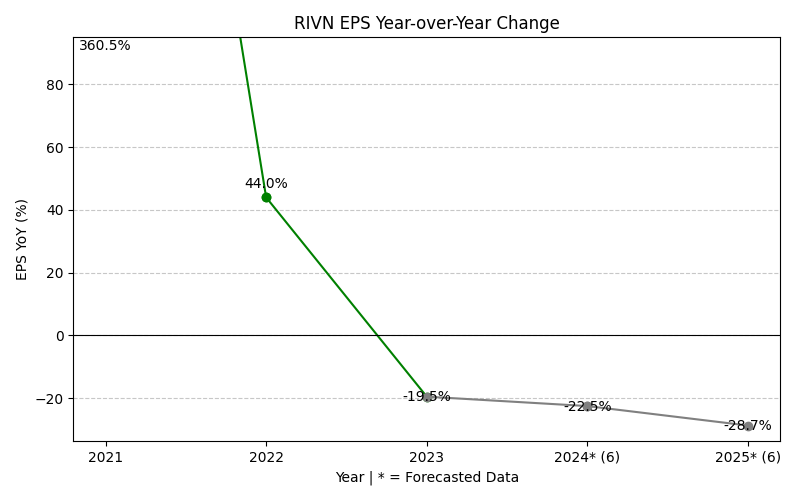 RIVN EPS Year-over-Year Change
360.5%
80
60
44.0%
40
20
0
-19.5%
-22.5%
−20
-28.7%
EPS YoY (%)
2021 2022 2023 2024* (6) 2025* (6)
Year | * = Forecasted Data